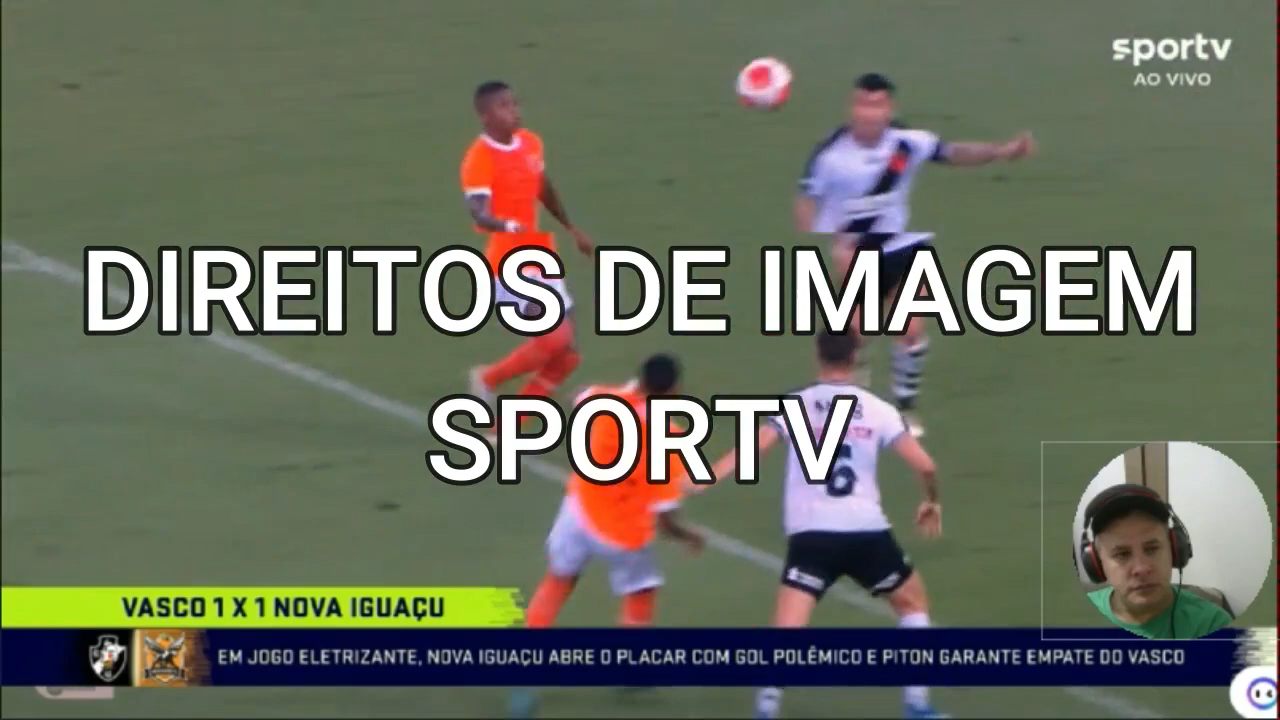 sportv
AO VIVO
DIREITOS DE IMAGEM
SPORTV
6
VASCO 1 X 1 NOVA IGUAÇU
EM JOGO ELETRIZANTE, NOVA IGUAÇU ABRE O PLACAR COM GOL POLÊMICO E PITON GARANTE EMPATE DO VASCO